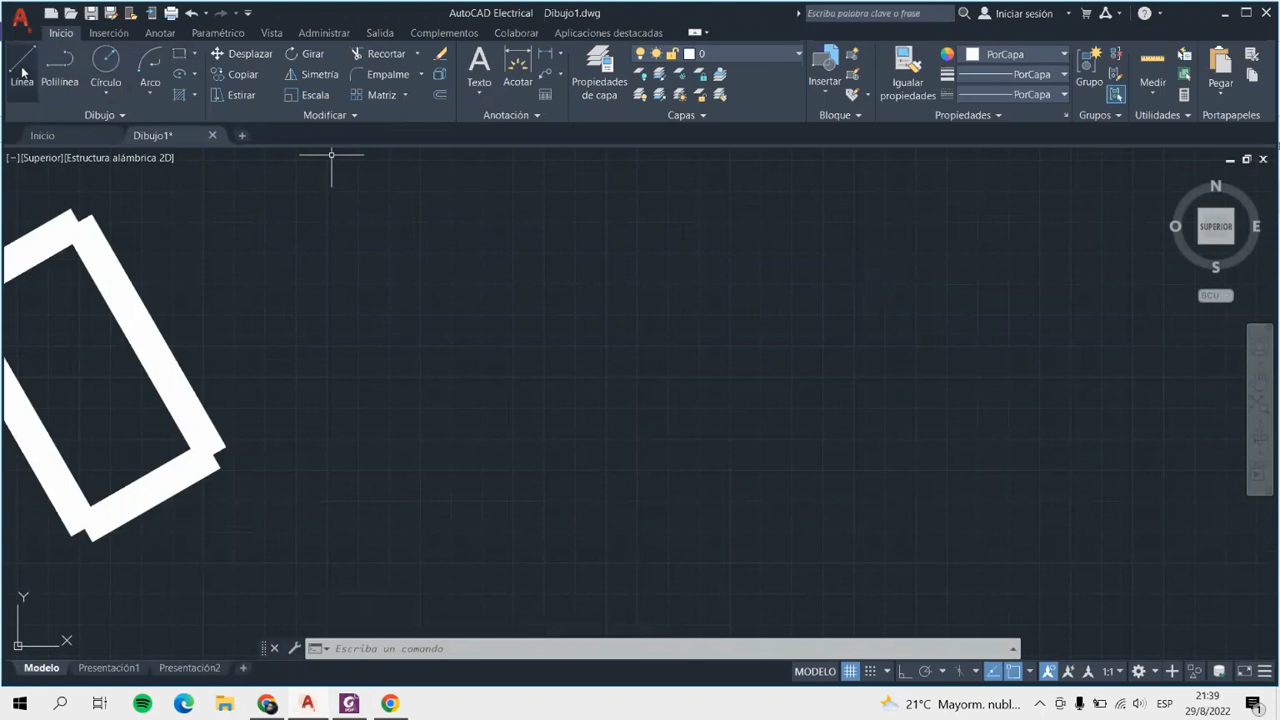 AutoCAD Electrical Dibujo1.dwg
Escriba palabra clave o frase
Iniciar sesión
Inicio Inserción Anotar Paramétrico Vista Administrar Salida Complementos Colaborar Aplicaciones destacadas
Línea Polilínea Círculo Arco
Desplazar Girar Recortar
Copiar Simetría Empalme
Estirar Escala Matriz
Texto Acotar
Propiedades de capa
0
Insertar
Igualar propiedades
PorCapa
PorCapa
PorCapa
Grupo
Medir
Pegar
Dibujo Modificar Anotación Capas Bloque Propiedades Grupos Utilidades Portapapeles
Inicio Dibujo1*
[−][Superior][Estructura alámbrica 2D]
N
O SUPERIOR E
S
SCU
Y
X
Escriba un comando
Modelo Presentación1 Presentación2
MODELO 1:1
21°C Mayorm. nubl... ESP
21:39
29/8/2022
1